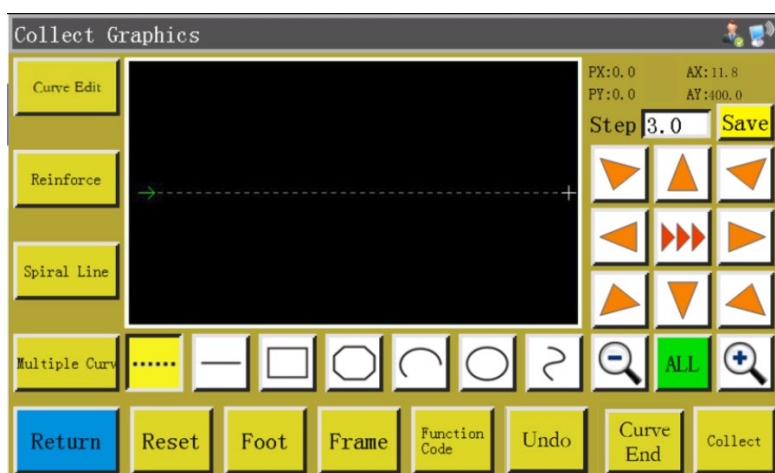 Collect Graphics
Curve Edit
PX:0.0 AX:11.8
PY:0.0 AY:400.0
Step 3.0 Save
Reinforce
Spiral Line
Multiple Curv
ALL
Return Reset Foot Frame Function Code Undo Curve End Collect